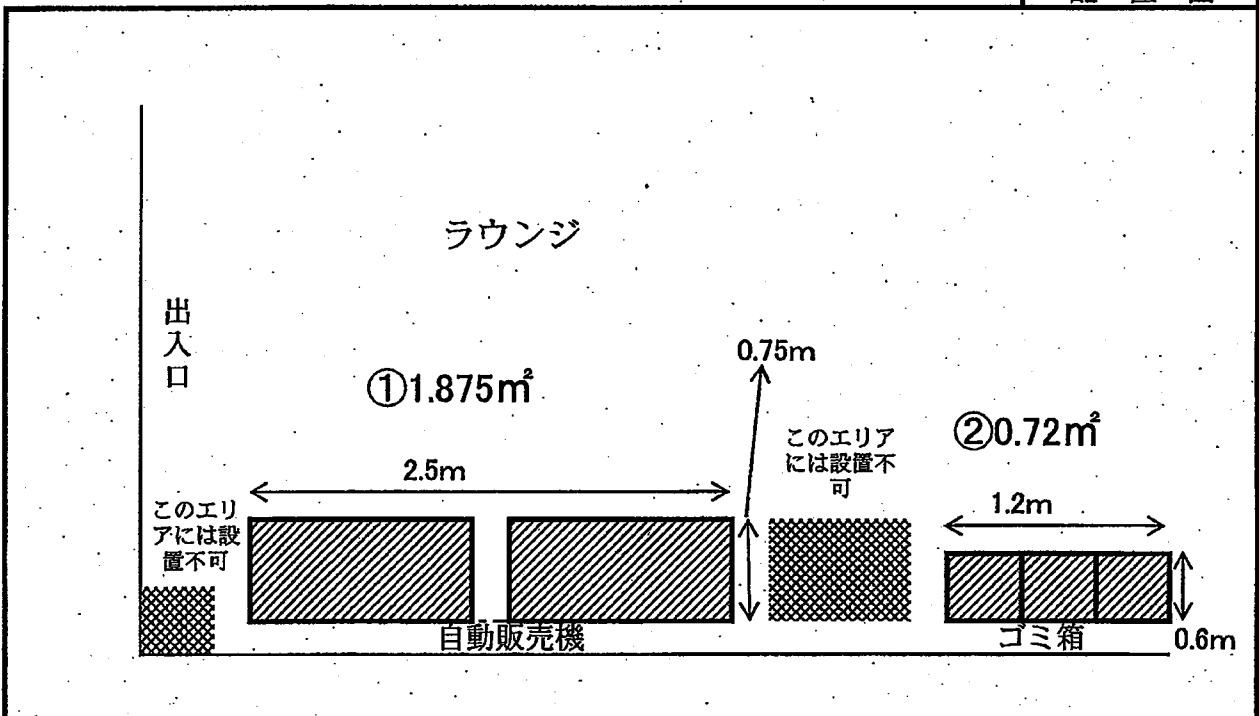 ラウンジ
出入口
0.75m
①1.875㎡
②0.72㎡
このエリア
には設置不
可
2.5m
1.2m
このエリ
アには設
置不可
自動販売機
ゴミ箱
0.6m